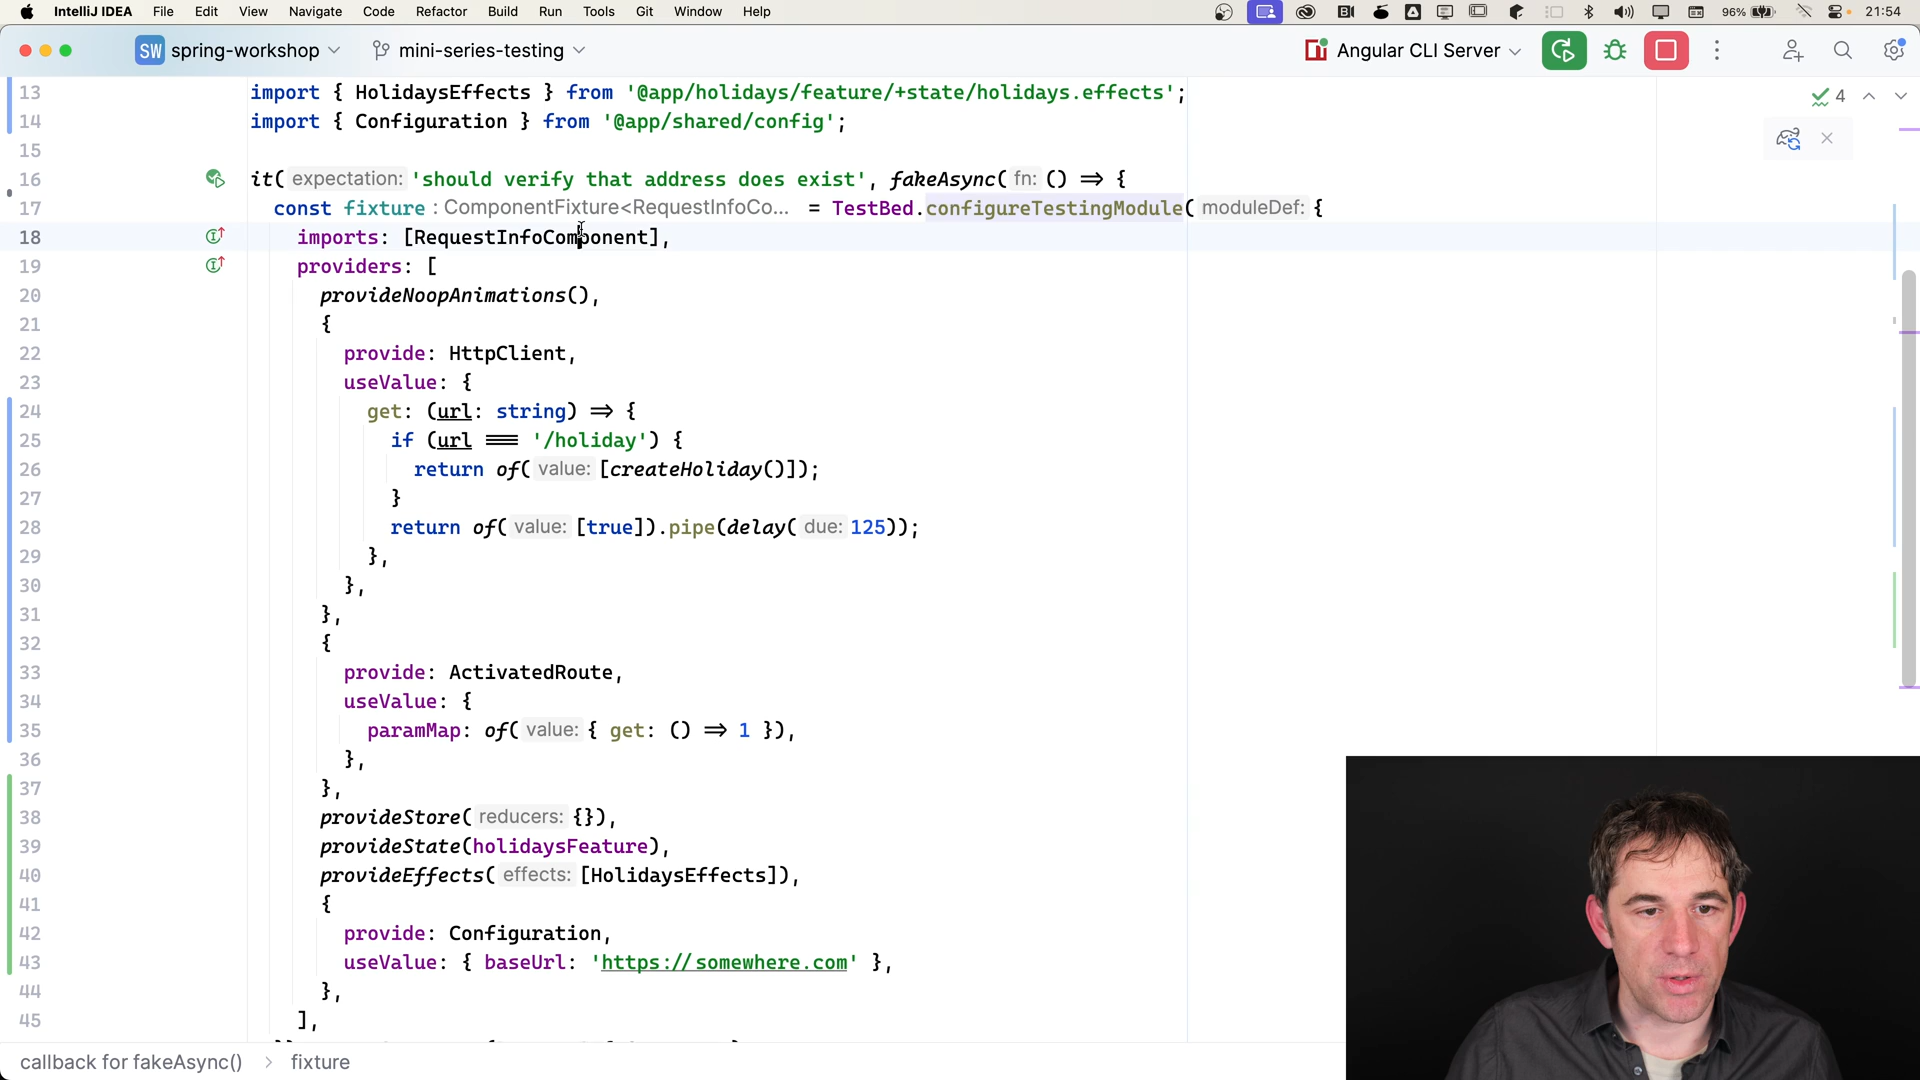 IntelliJ IDEA File Edit View Navigate Code Refactor Build Run Tools Git Window Help 96% 21:54
SW spring-workshop mini-series-testing Angular CLI Server
13 import { HolidaysEffects } from '@app/holidays/feature/+state/holidays.effects';
4
14 import { Configuration } from '@app/shared/config';
15
16 it( expectation: 'should verify that address does exist', fakeAsync( fn: () => {
17 const fixture : ComponentFixture<RequestInfoCo... = TestBed.configureTestingModule( moduleDef: {
18 imports: [RequestInfoComponent],
19 providers: [
20 provideNoopAnimations(),
21 {
22 provide: HttpClient,
23 useValue: {
24 get: (url: string) => {
25 if (url === '/holiday') {
26 return of( value: [createHoliday()]);
27 }
28 return of( value: [true]).pipe(delay( due: 125));
29 },
30 },
31 },
32 {
33 provide: ActivatedRoute,
34 useValue: {
35 paramMap: of( value: { get: () => 1 }),
36 },
37 },
38 provideStore( reducers: {}),
39 provideState(holidaysFeature),
40 provideEffects( effects: [HolidaysEffects]),
41 {
42 provide: Configuration,
43 useValue: { baseUrl: 'https://somewhere.com' },
44 },
45 ],
callback for fakeAsync() > fixture